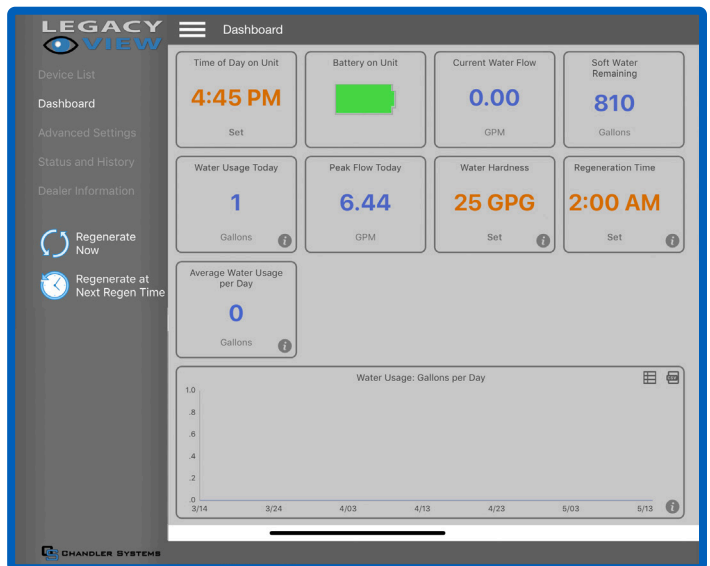 LEGACY
VIEW
Device List
Dashboard
Advanced Settings
Status and History
Dealer Information
Regenerate
Now
Regenerate at
Next Regen Time
CHANDLER SYSTEMS
Dashboard
Time of Day on Unit
4:45 PM
Set
Battery on Unit
Current Water Flow
0.00
GPM
Soft Water
Remaining
810
Gallons
Water Usage Today
1
Gallons
i
Peak Flow Today
6.44
GPM
Water Hardness
25 GPG
Set
i
Regeneration Time
2:00 AM
Set
i
Average Water Usage
per Day
0
Gallons
i
Water Usage: Gallons per Day
1.0
.8
.6
.4
.2
.0
3/14 3/24 4/03 4/13 4/23 5/03 5/13
i